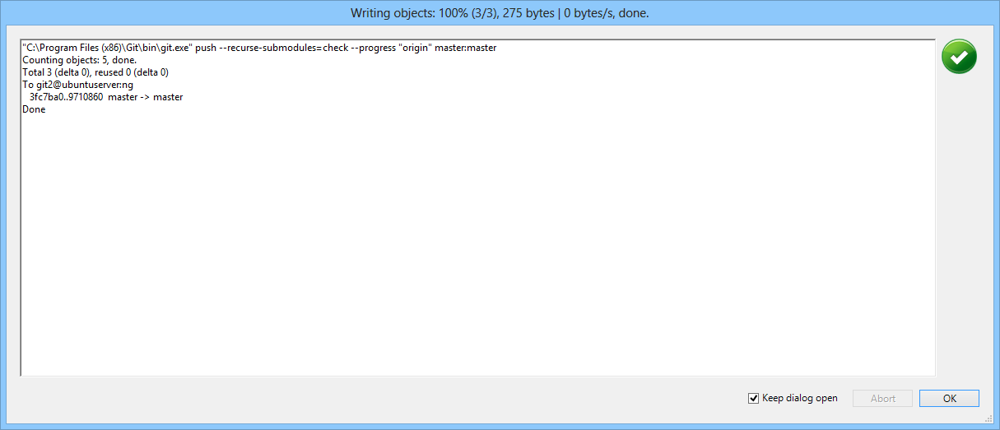 Writing objects: 100% (3/3), 275 bytes | 0 bytes/s, done.
"C:\Program Files (x86)\Git\bin\git.exe" push --recurse-submodules=check --progress "origin" master:master
Counting objects: 5, done.
Total 3 (delta 0), reused 0 (delta 0)
To git2@ubuntuserver:ng
   3fc7ba0..9710860  master -> master
Done
Keep dialog open
Abort
OK